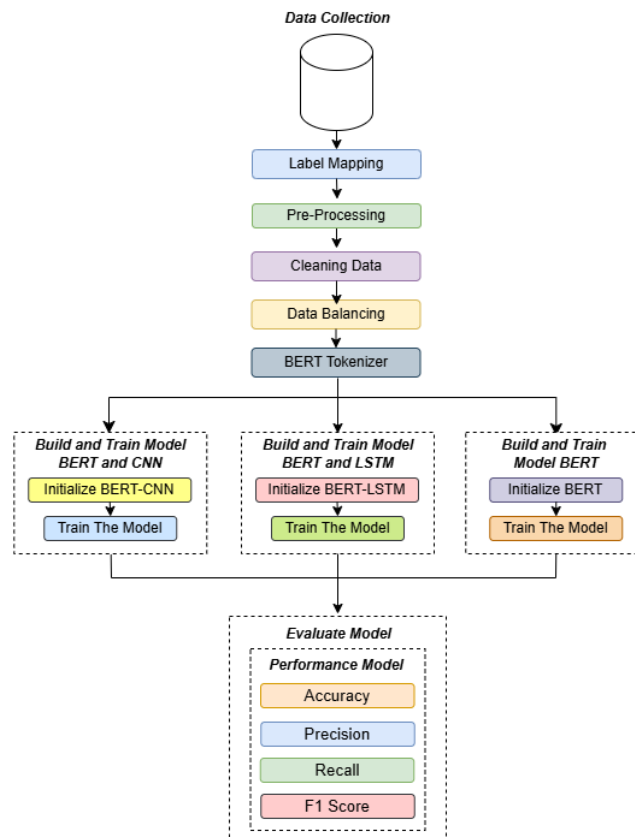 Data Collection
Label Mapping
Pre-Processing
Cleaning Data
Data Balancing
BERT Tokenizer
Build and Train Model
BERT and CNN
Initialize BERT-CNN
Train The Model
Build and Train Model
BERT and LSTM
Initialize BERT-LSTM
Train The Model
Build and Train
Model BERT
Initialize BERT
Train The Model
Evaluate Model
Performance Model
Accuracy
Precision
Recall
F1 Score